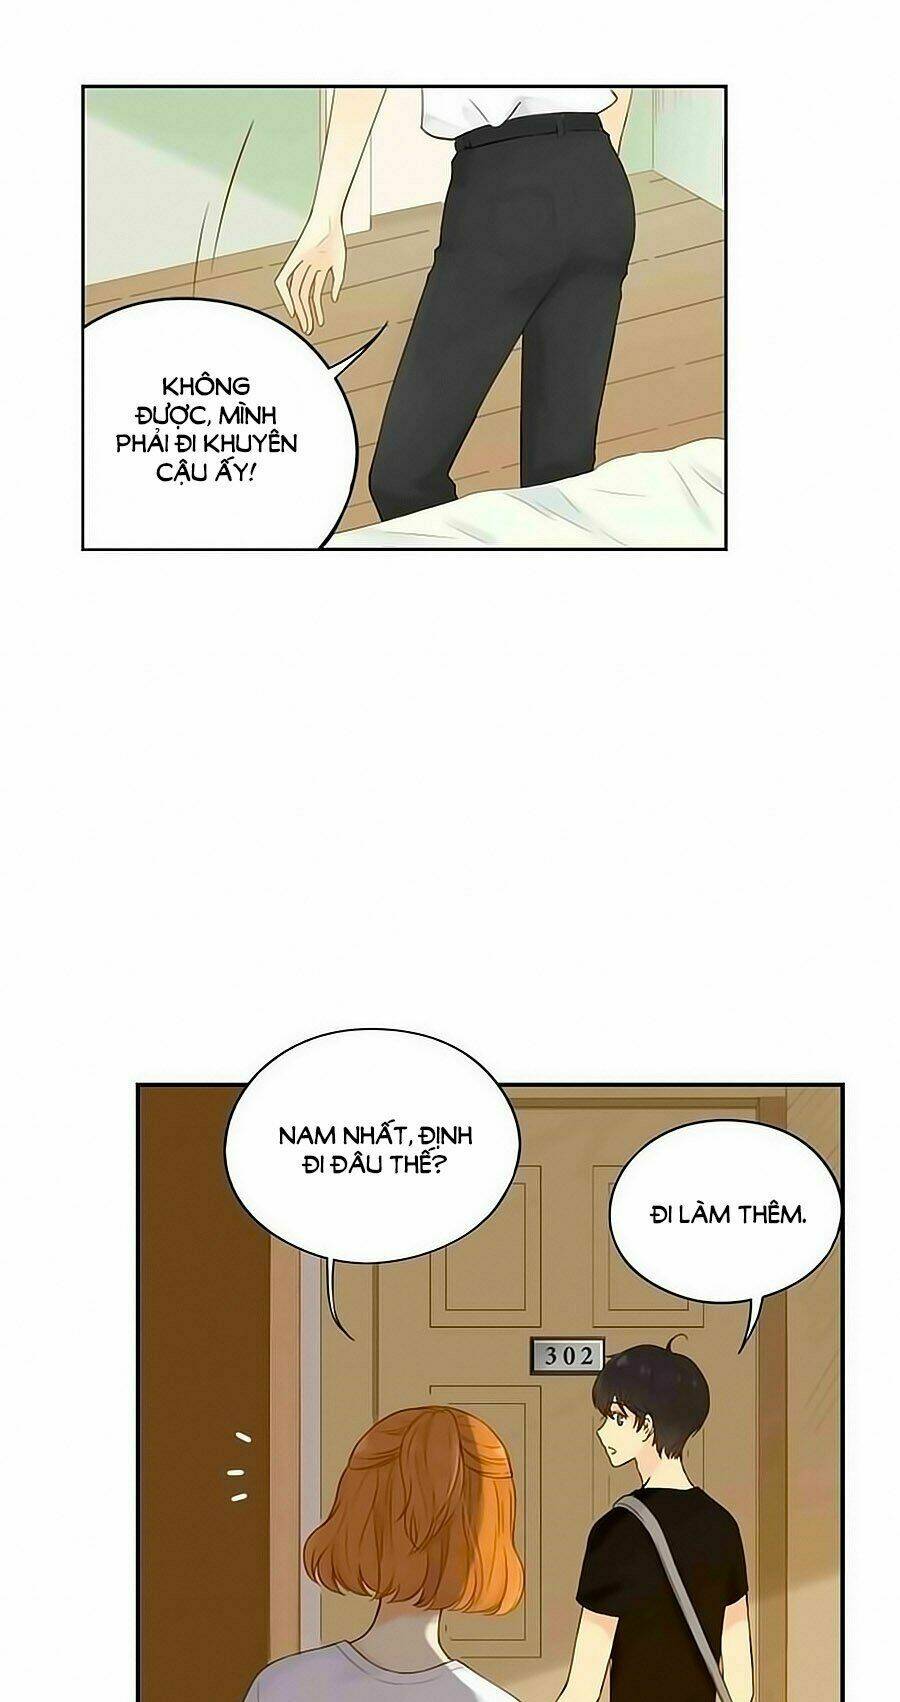 KHÔNG
ĐƯỢC, MÌNH
PHẢI ĐI KHUYÊN
CẬU ẤY!
NAM NHẤT, ĐỊNH
ĐI ĐÂU THẾ?
ĐI LÀM THÊM.
302